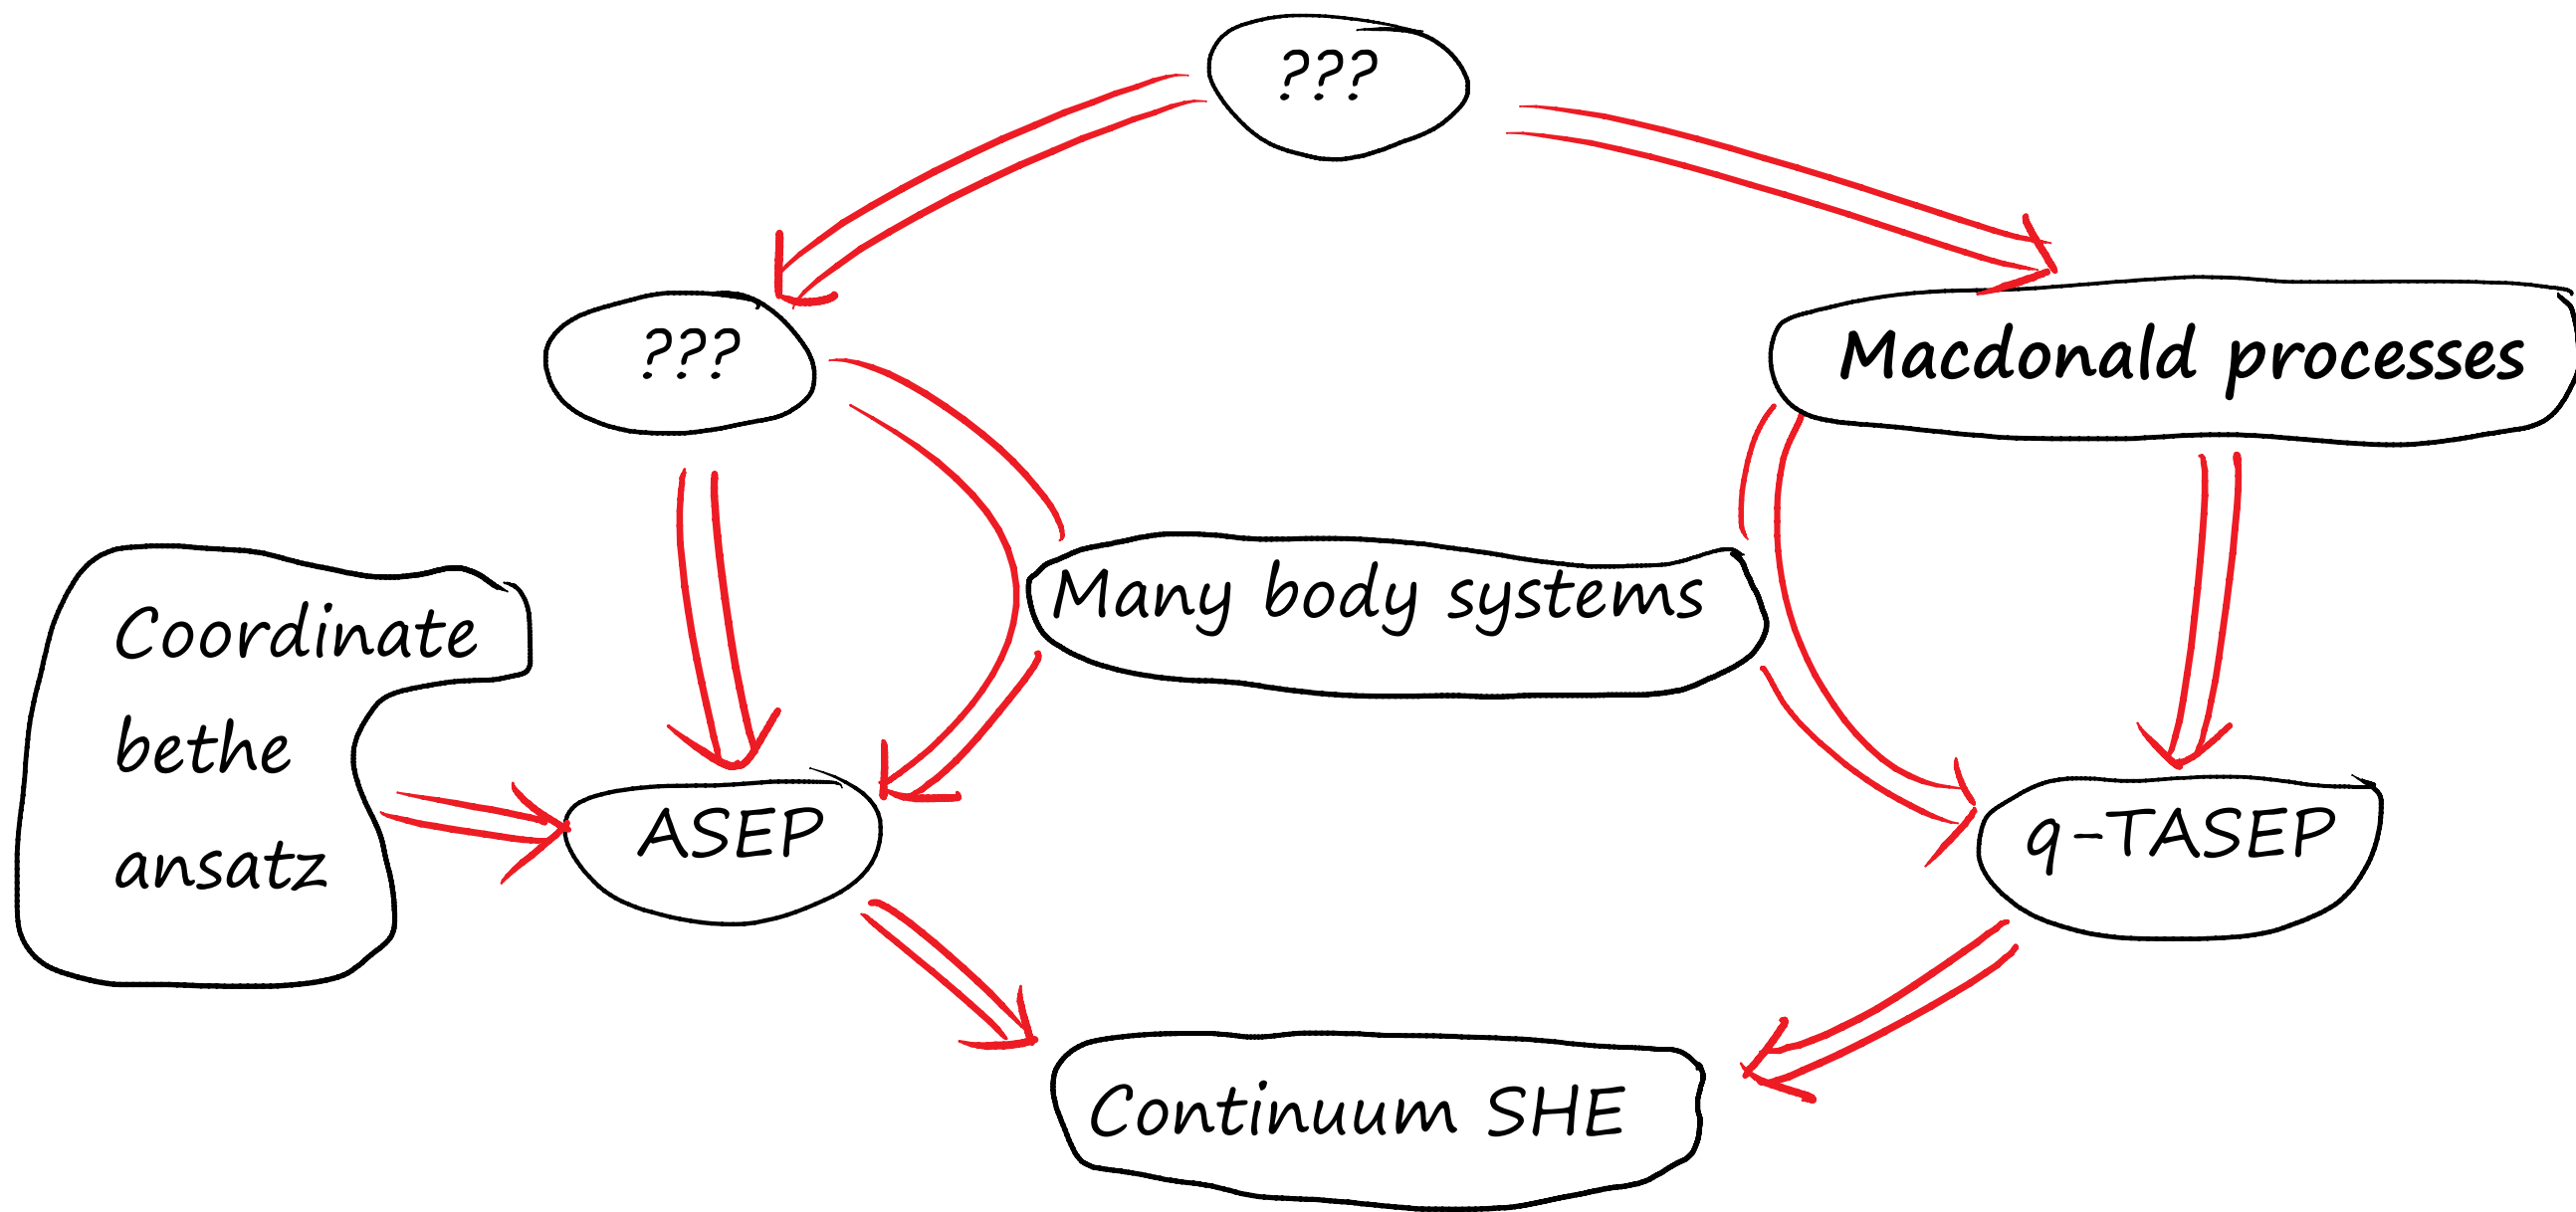 ???
???
Macdonald processes
Many body systems
Coordinate
bethe
ansatz
ASEP
q-TASEP
Continuum SHE